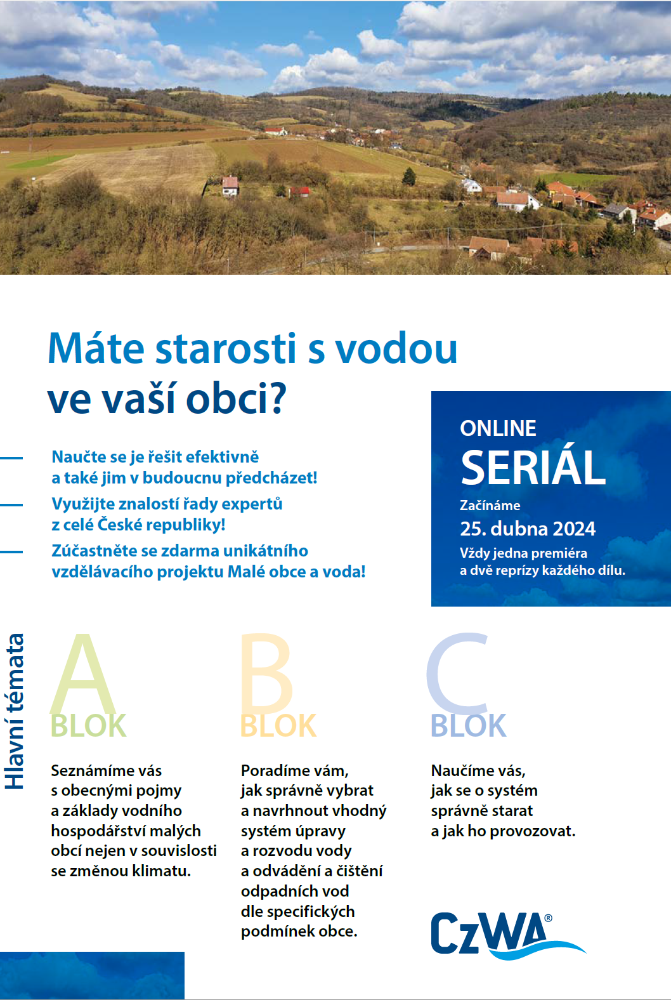 Máte starosti s vodou
ve vaší obci?
Naučte se je řešit efektivně
a také jim v budoucnu předcházet!
Využijte znalostí řady expertů
z celé České republiky!
Zúčastněte se zdarma unikátního
vzdělávacího projektu Malé obce a voda!
ONLINE
SERIÁL
Začínáme
25. dubna 2024
Vždy jedna premiéra
a dvě reprízy každého dílu.
Hlavní témata
A
BLOK
Seznámíme vás
s obecnými pojmy
a základy vodního
hospodářství malých
obcí nejen v souvislosti
se změnou klimatu.
B
BLOK
Poradíme vám,
jak správně vybrat
a navrhnout vhodný
systém úpravy
a rozvodu vody
a odvádění a čištění
odpadních vod
dle specifických
podmínek obce.
C
BLOK
Naučíme vás,
jak se o systém
správně starat
a jak ho provozovat.
CzWA®